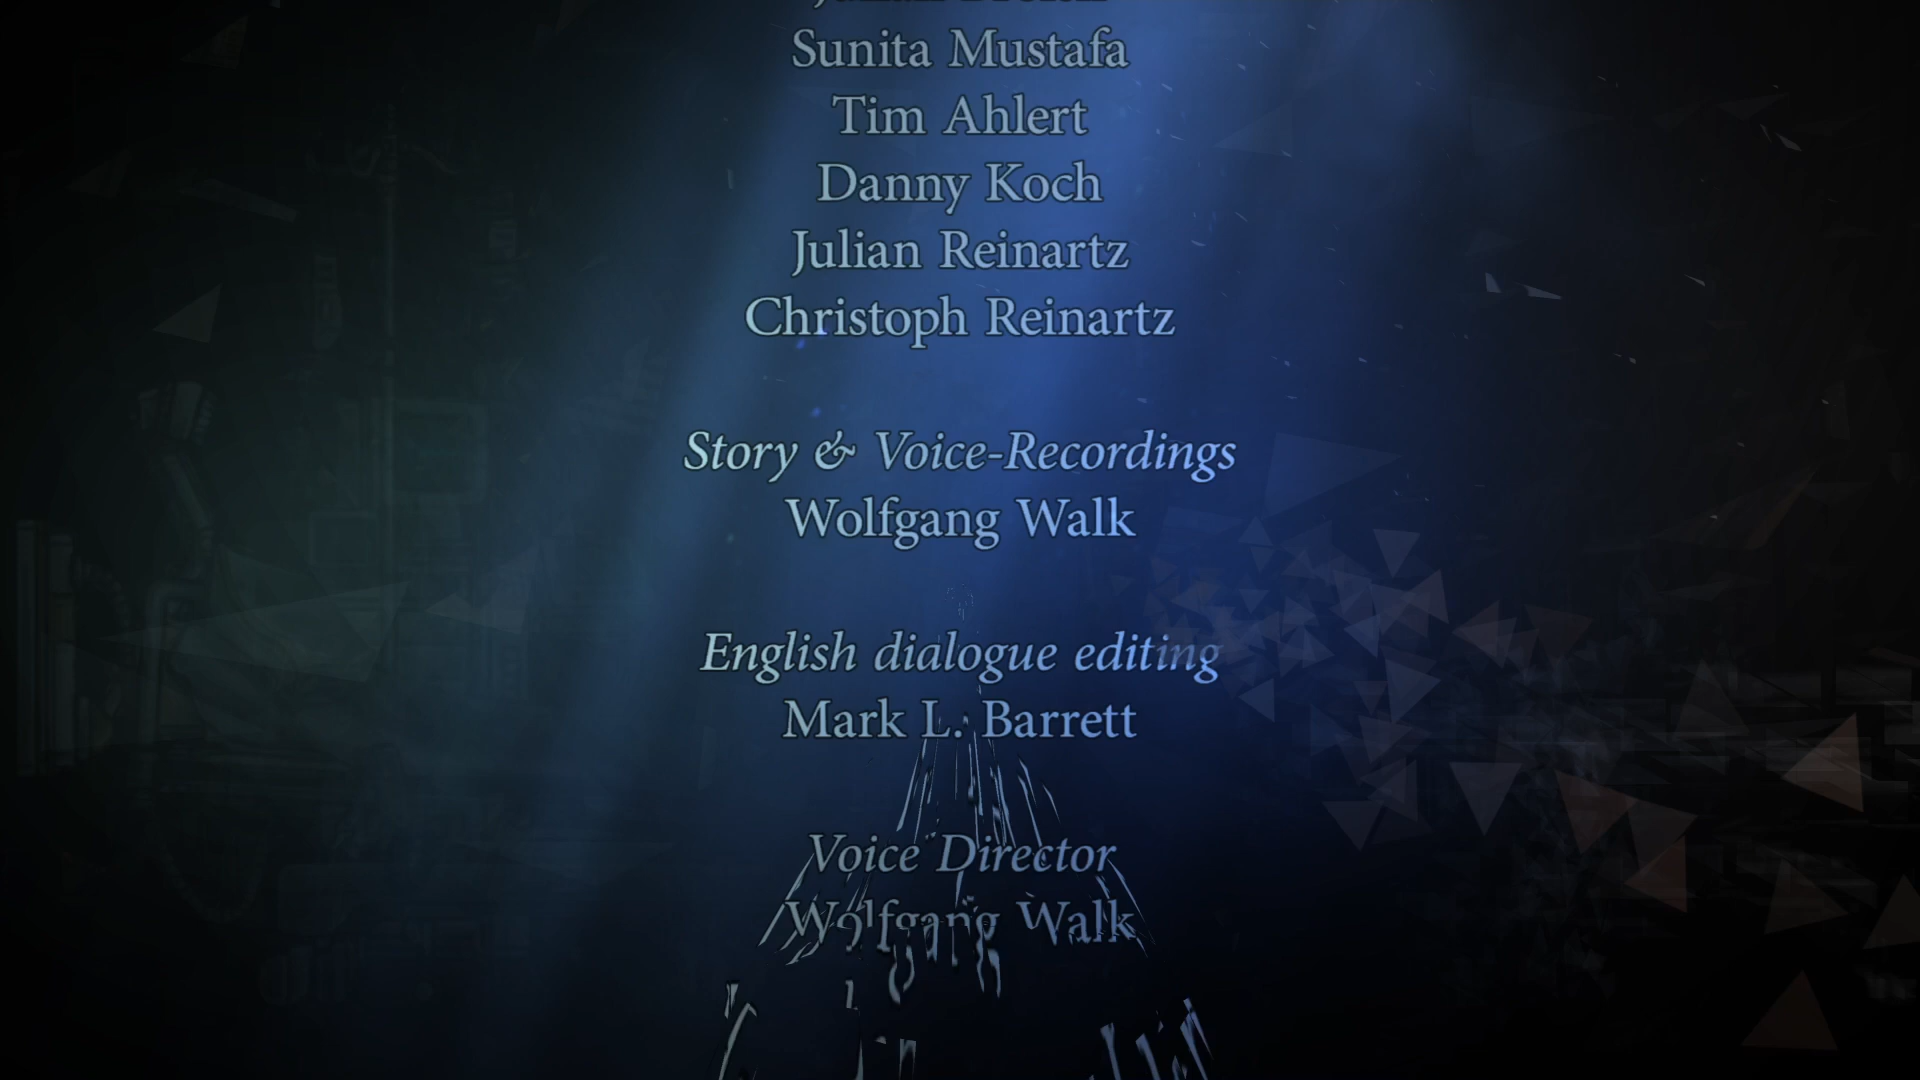 Sunita Mustafa
Tim Ahlert
Danny Koch
Julian Reinartz
Christoph Reinartz
Story & Voice-Recordings
Wolfgang Walk
English dialogue editing
Mark L. Barrett
Voice Director
Wolfgang Walk